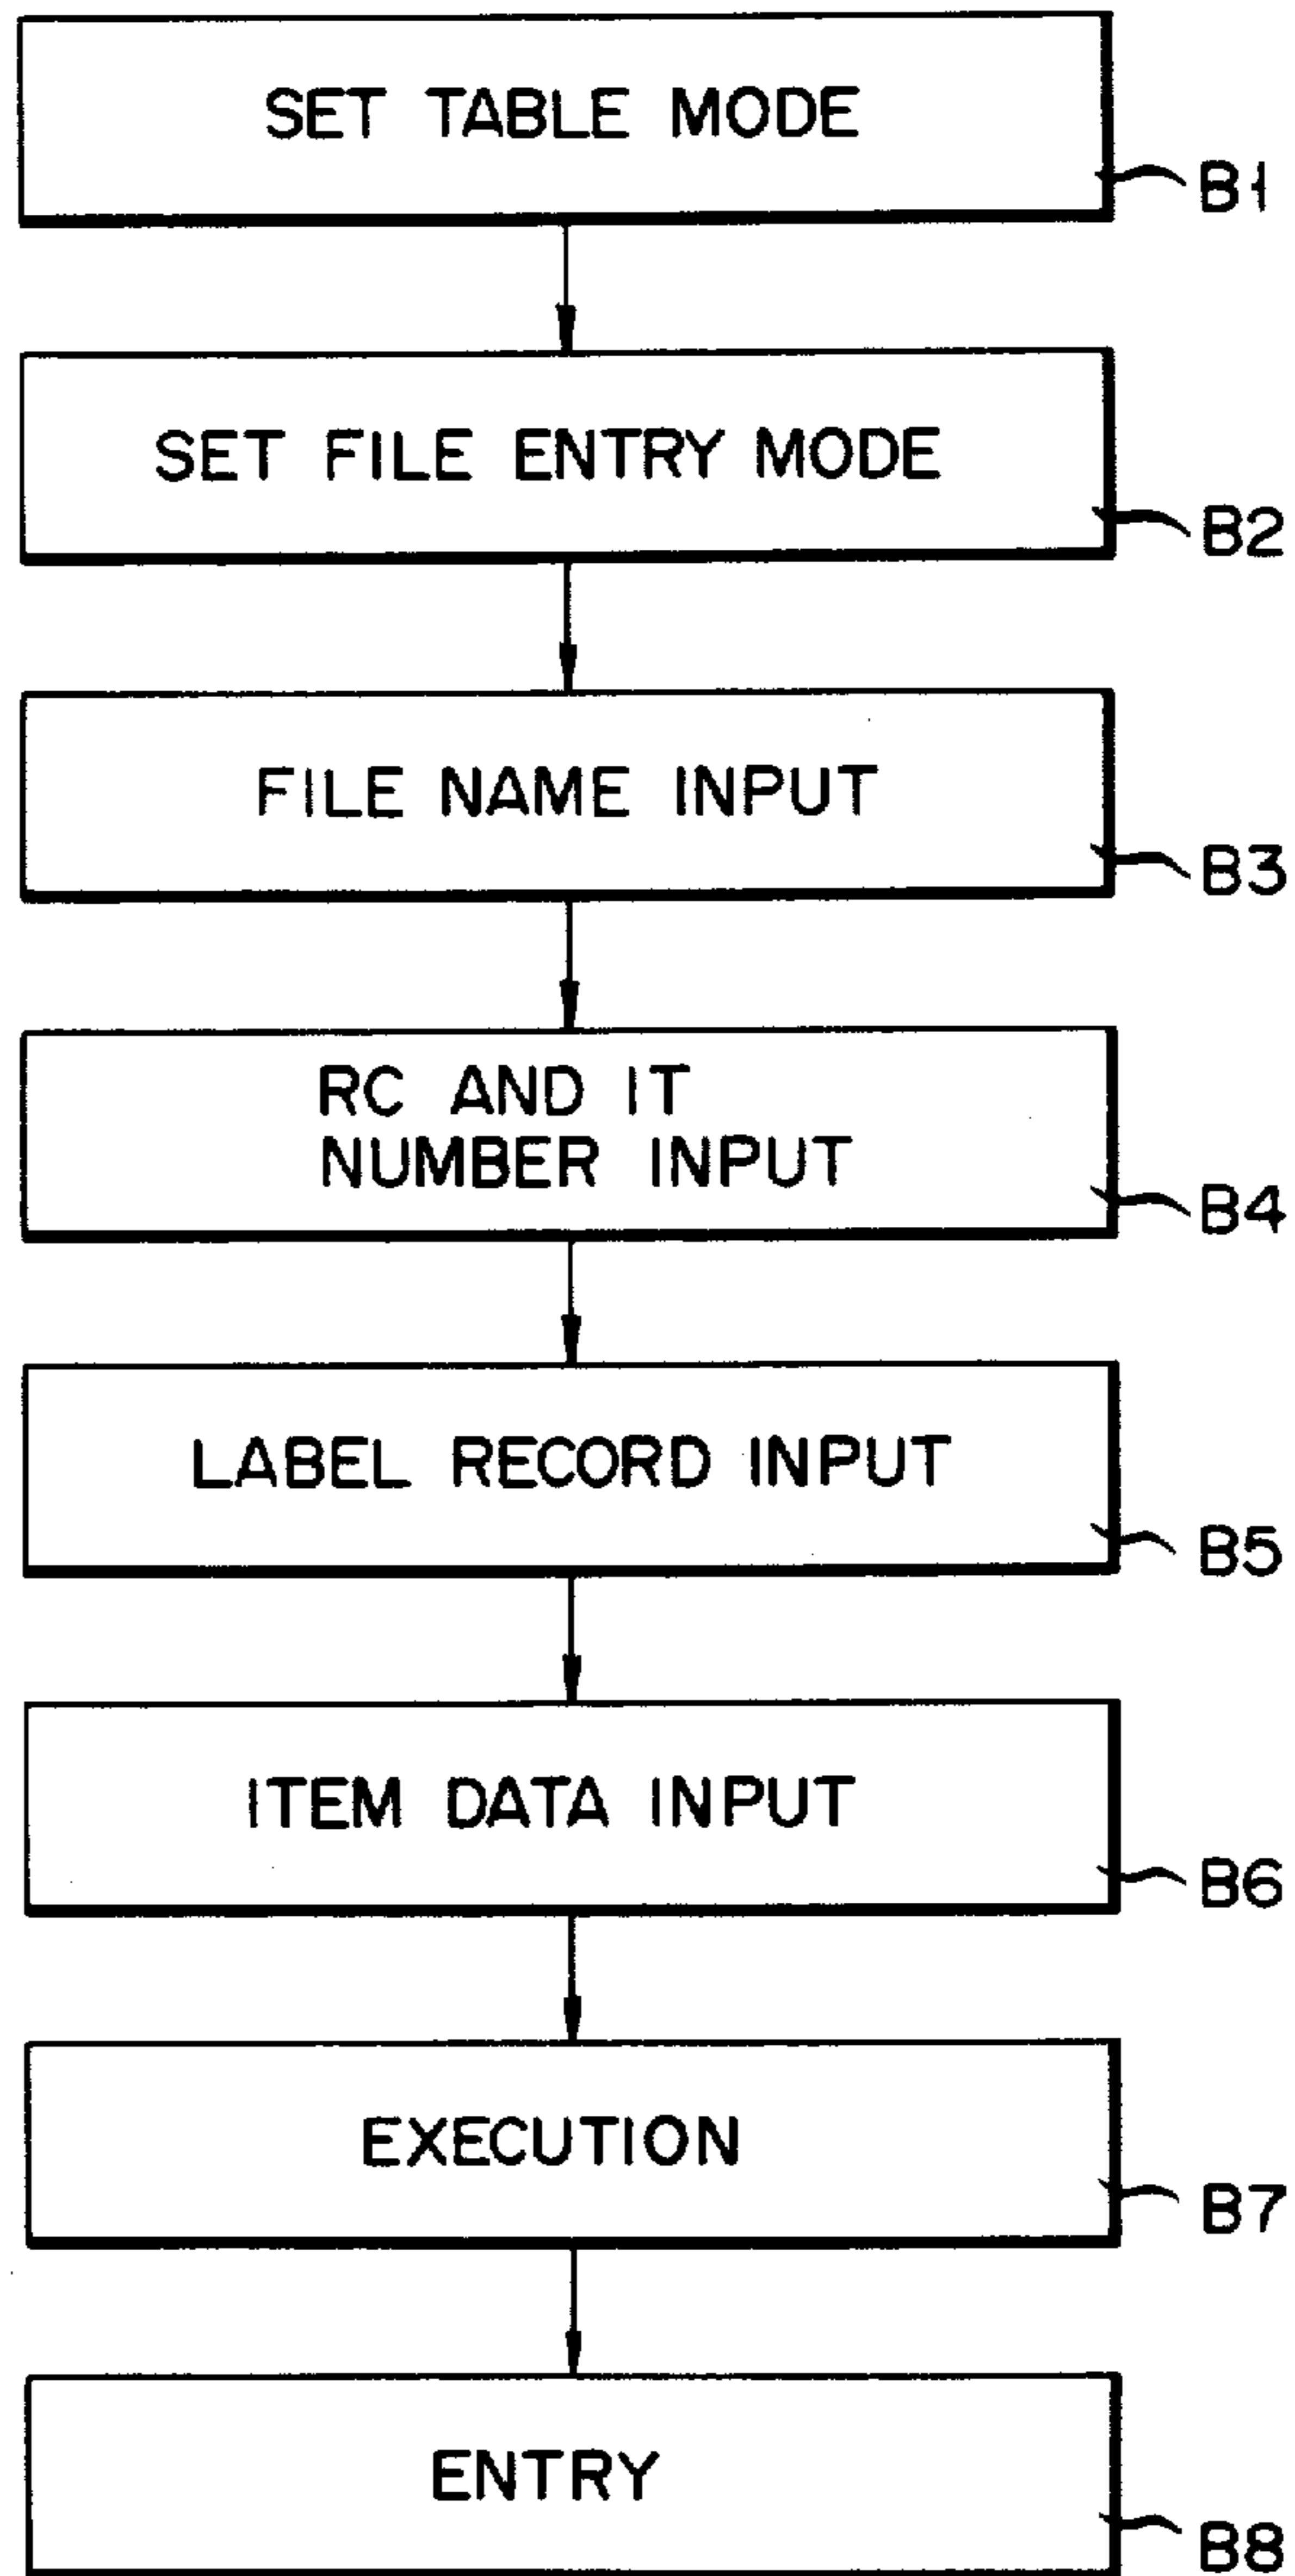 SET TABLE MODE
B1
SET FILE ENTRY MODE
B2
FILE NAME INPUT
B3
RC AND IT
NUMBER INPUT
B4
LABEL RECORD INPUT
B5
ITEM DATA INPUT
B6
EXECUTION
B7
ENTRY
B8